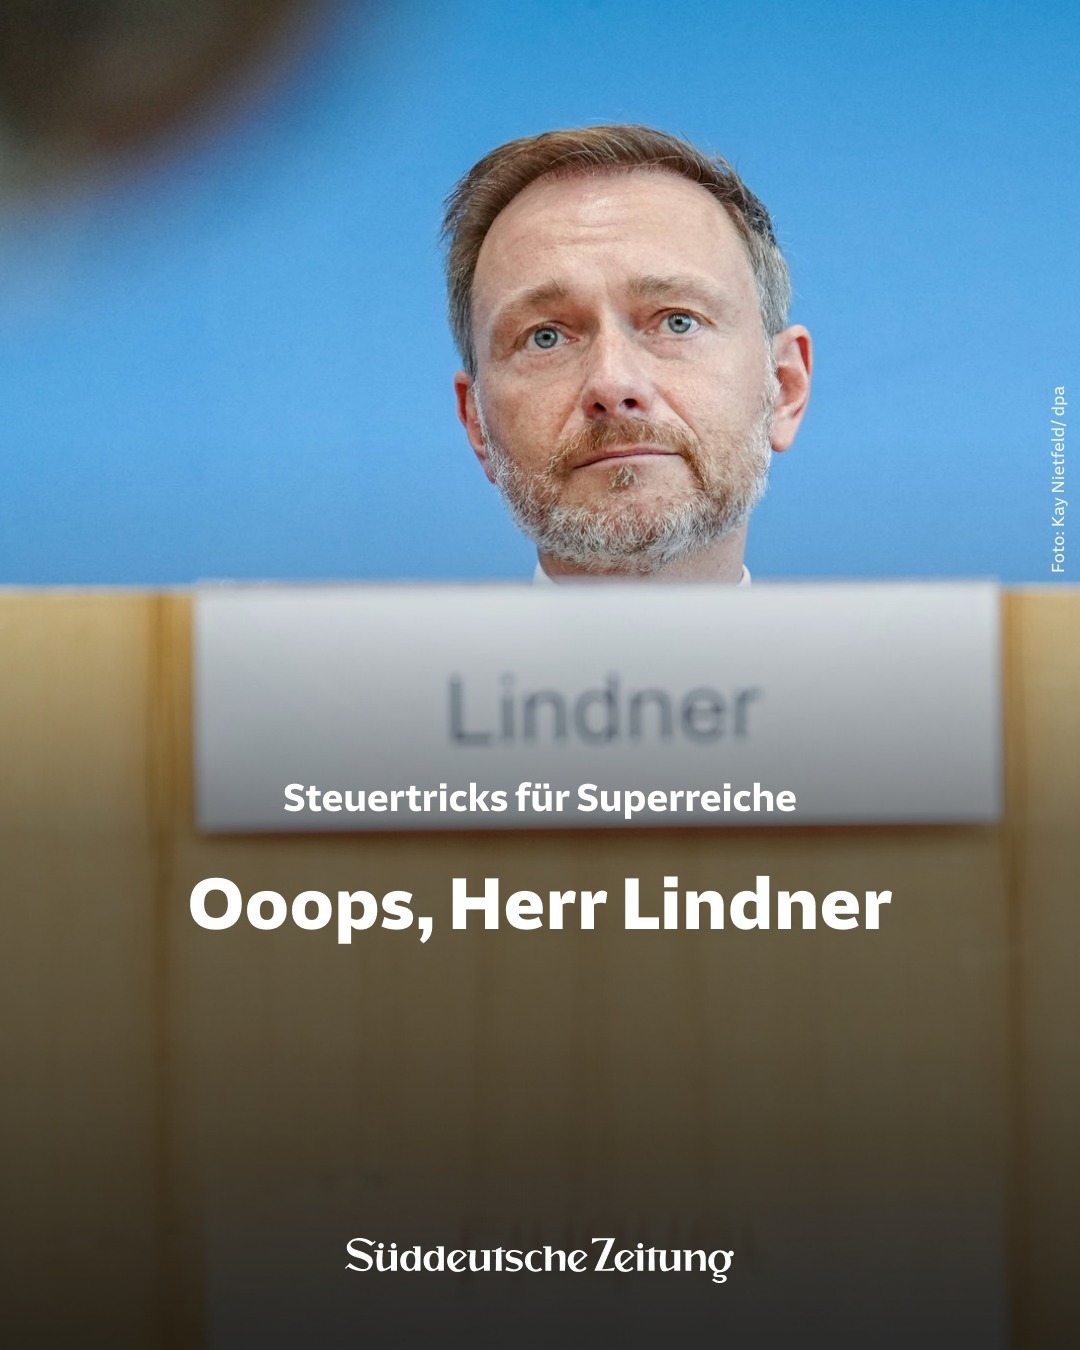 Foto: Kay Nietfeld/ dpa
Lindner
Steuertricks für Superreiche
Ooops, Herr Lindner
Süddeutsche Zeitung